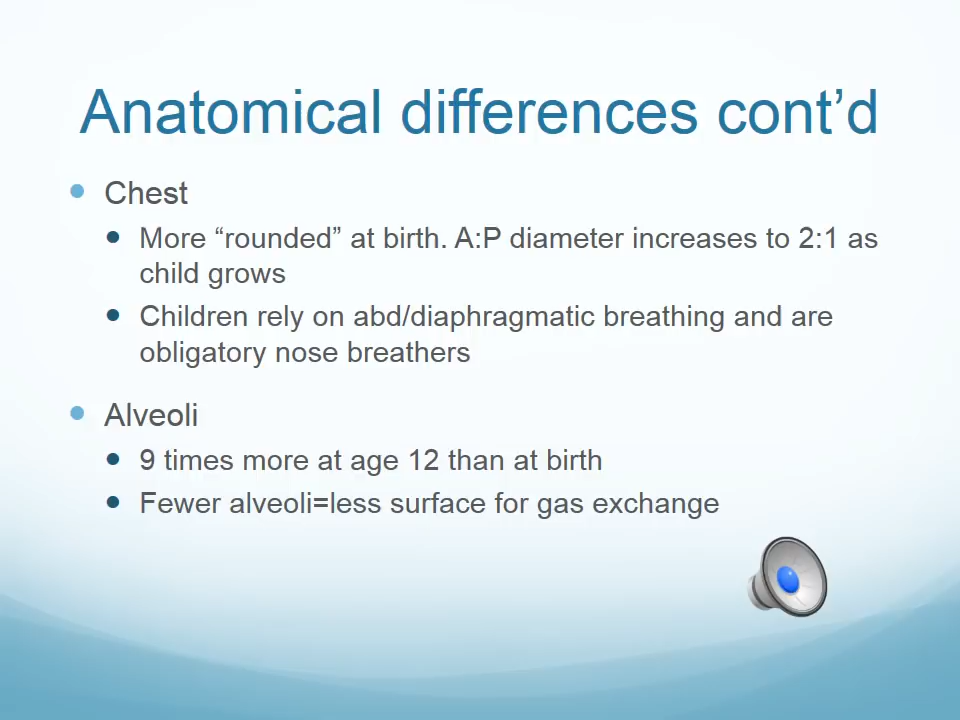 Anatomical differences cont’d
Chest
More “rounded” at birth. A:P diameter increases to 2:1 as
child grows
Children rely on abd/diaphragmatic breathing and are
obligatory nose breathers
Alveoli
9 times more at age 12 than at birth
Fewer alveoli=less surface for gas exchange